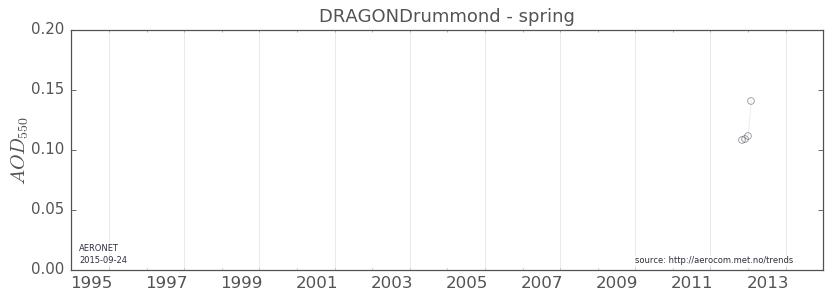 DRAGONDrummond - spring
0.20
0.15
0.10
0.05
0.00
AOD550
AERONET
2015-09-24
source: http://aerocom.met.no/trends
1995 1997 1999 2001 2003 2005 2007 2009 2011 2013